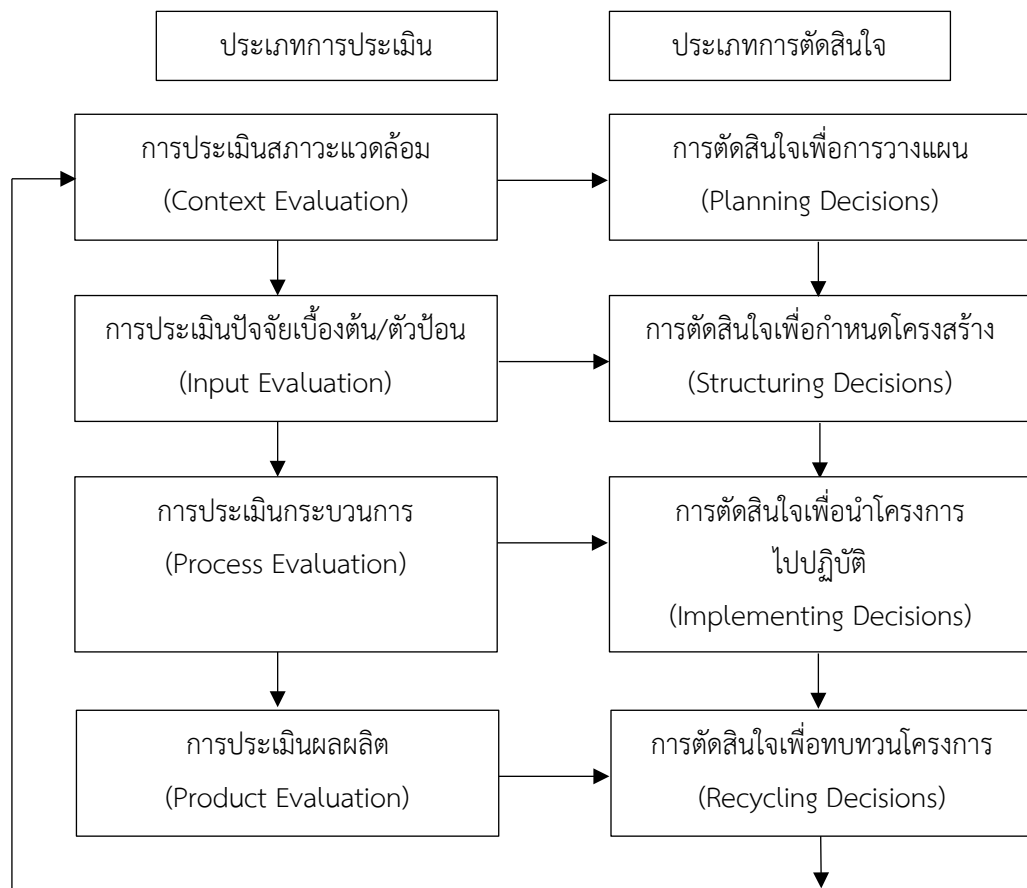 ประเภทการประเมิน
ประเภทการตัดสินใจ
การประเมินสภาวะแวดล้อม
(Context Evaluation)
การตัดสินใจเพื่อการวางแผน
(Planning Decisions)
การประเมินปัจจัยเบื้องต้น/ตัวป้อน
(Input Evaluation)
การตัดสินใจเพื่อกำหนดโครงสร้าง
(Structuring Decisions)
การประเมินกระบวนการ
(Process Evaluation)
การตัดสินใจเพื่อนำโครงการ
ไปปฏิบัติ
(Implementing Decisions)
การประเมินผลผลิต
(Product Evaluation)
การตัดสินใจเพื่อทบทวนโครงการ
(Recycling Decisions)